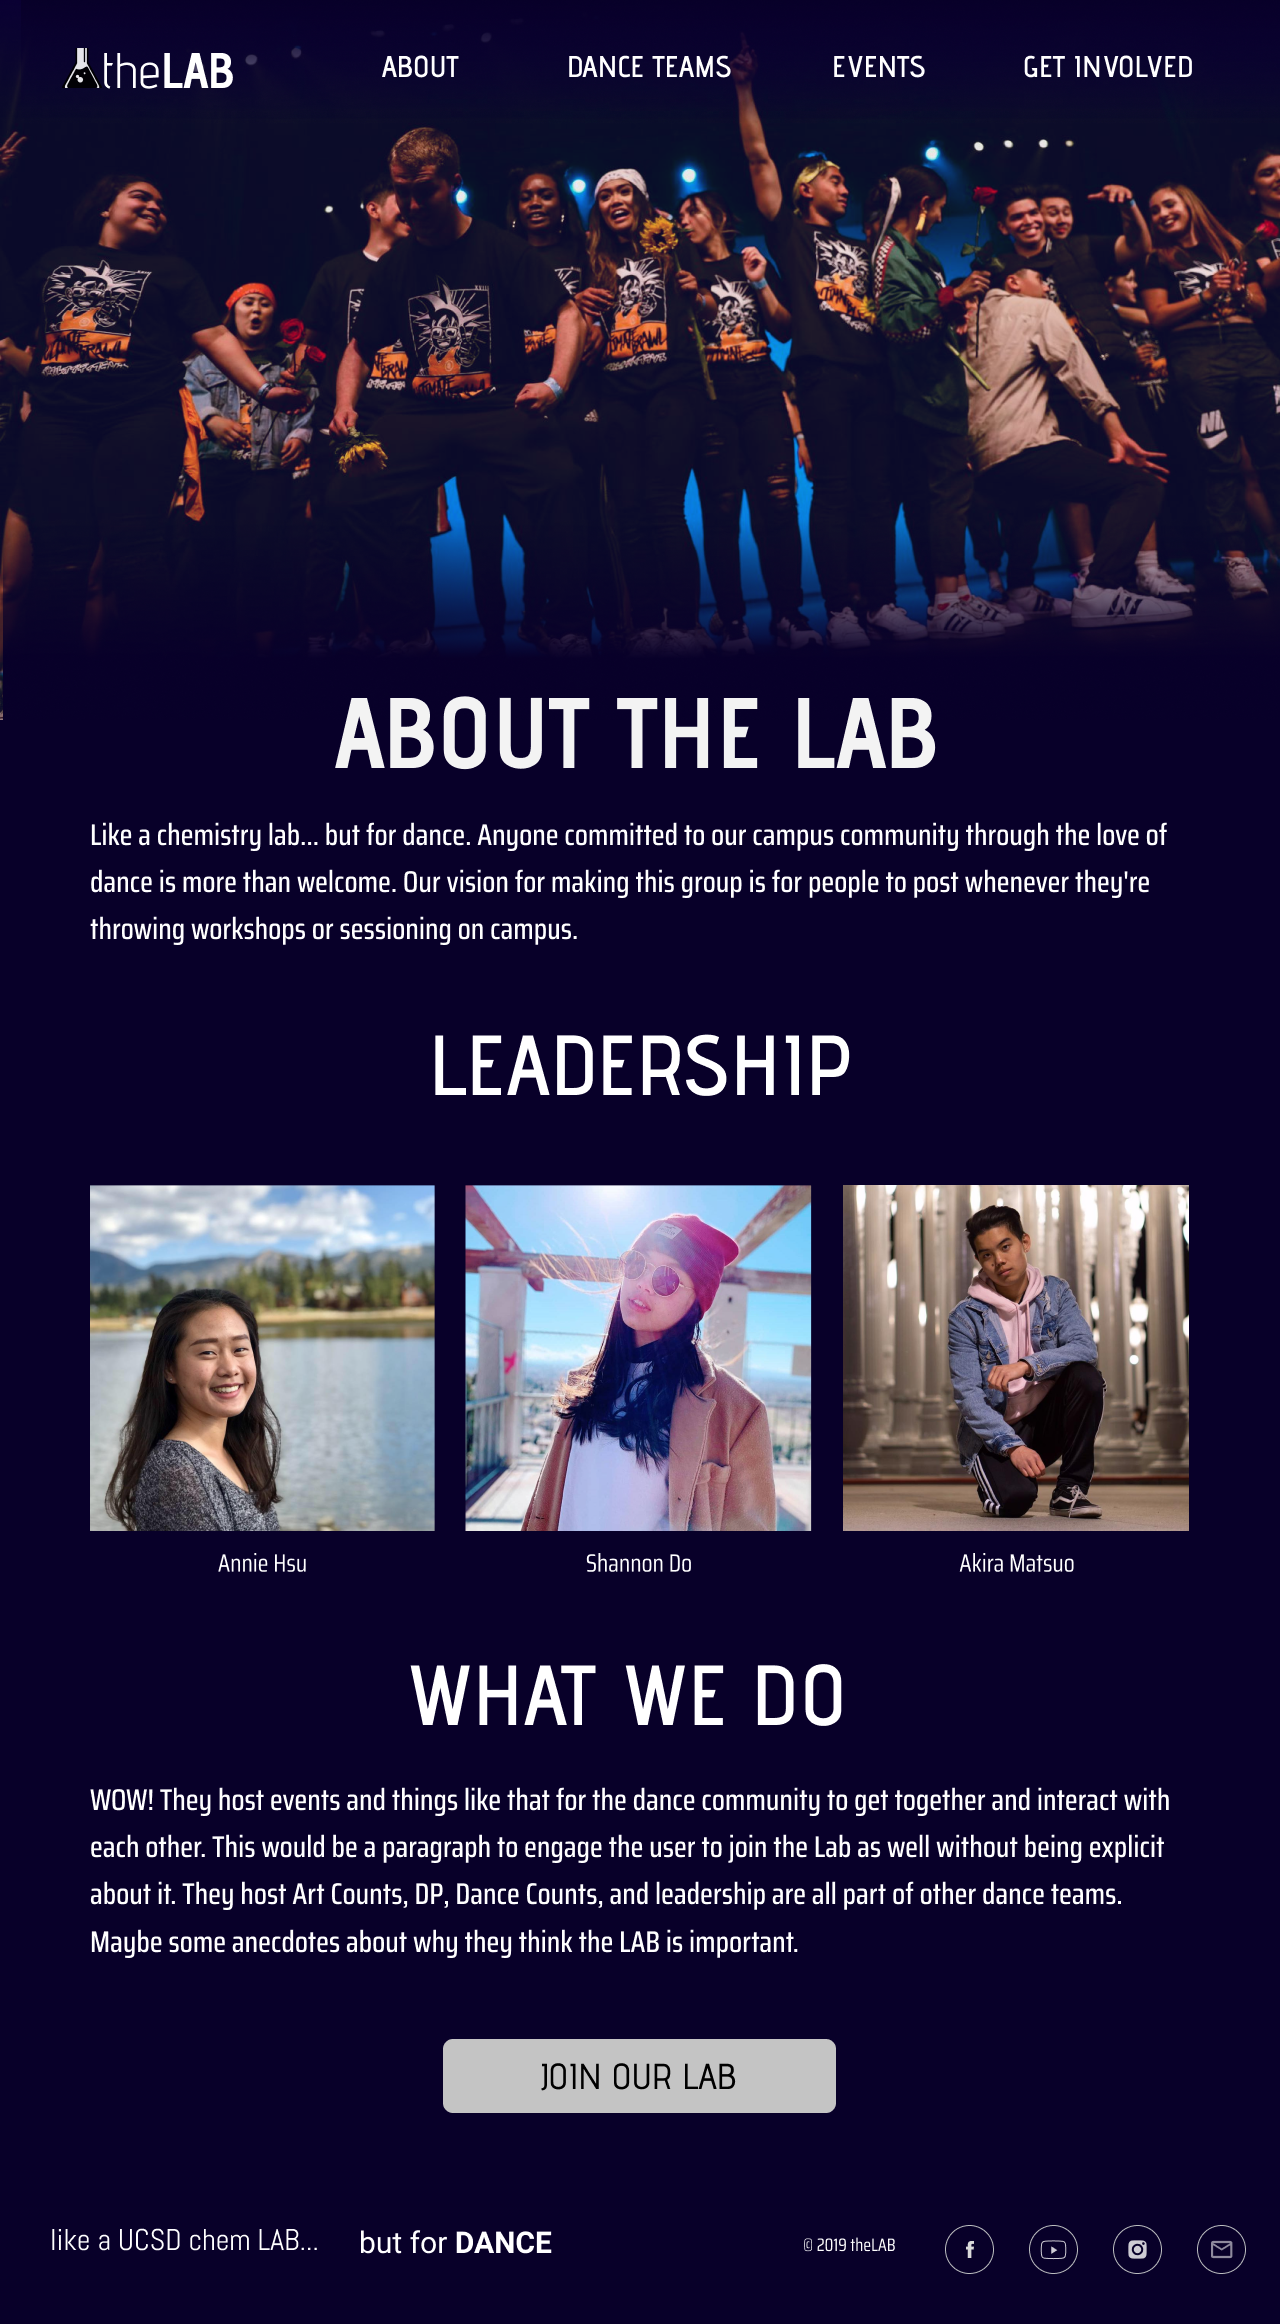 theLAB
ABOUT
DANCE TEAMS
EVENTS
GET INVOLVED
ABOUT THE LAB
Like a chemistry lab... but for dance. Anyone committed to our campus community through the love of
dance is more than welcome. Our vision for making this group is for people to post whenever they're
throwing workshops or sessioning on campus.
LEADERSHIP
Annie Hsu
Shannon Do
Akira Matsuo
WHAT WE DO
WOW! They host events and things like that for the dance community to get together and interact with
each other. This would be a paragraph to engage the user to join the Lab as well without being explicit
about it. They host Art Counts, DP, Dance Counts, and leadership are all part of other dance teams.
Maybe some anecdotes about why they think the LAB is important.
JOIN OUR LAB
like a UCSD chem LAB...
but for DANCE
© 2019 theLAB